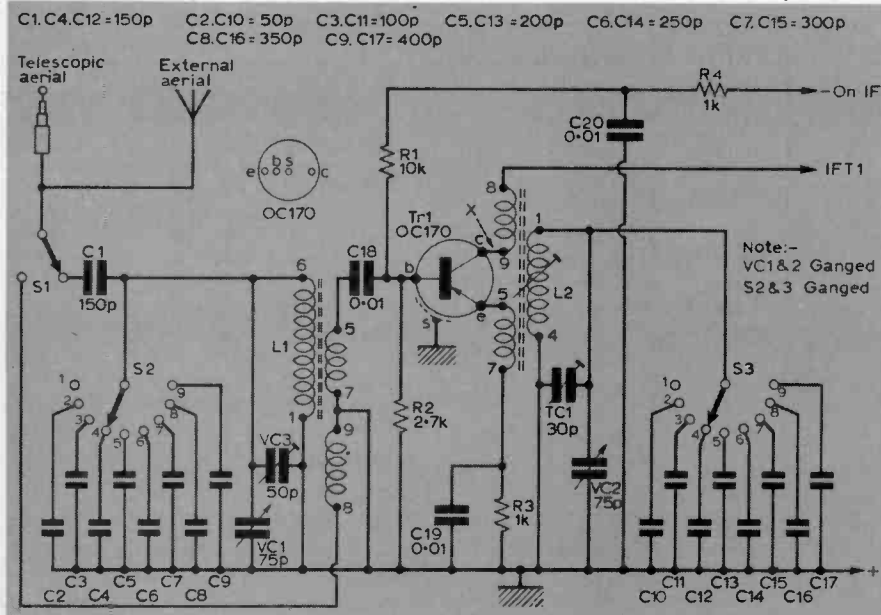 C1.C4.C12=150p C2.C10=50p C3.C11=100p C5.C13=200p C6.C14=250p C7.C15=300p
C8.C16=350p C9.C17=400p
Telescopic
aerial
External
aerial
R4
1k
-On IF
C20
0·01
R1
10k
IFT1
e b s c
OC170
8
Tr1
OC170
X
1
C1
150p
S1
6
C18
0·01
b
c
9
5
e
s
L2
4
Note:-
VC1&2 Ganged
S2&3 Ganged
L1
5
7
9
8
1
7
TC1
30p
S2
1
2
3
4
5
6
7
8
9
S3
1
2
3
4
5
6
7
8
9
R2
2·7k
VC3
50p
VC1
75p
VC2
75p
C19
0·01
R3
1k
+
C2
C3
C4
C5
C6
C7
C8
C9
C10
C11
C12
C13
C14
C15
C16
C17